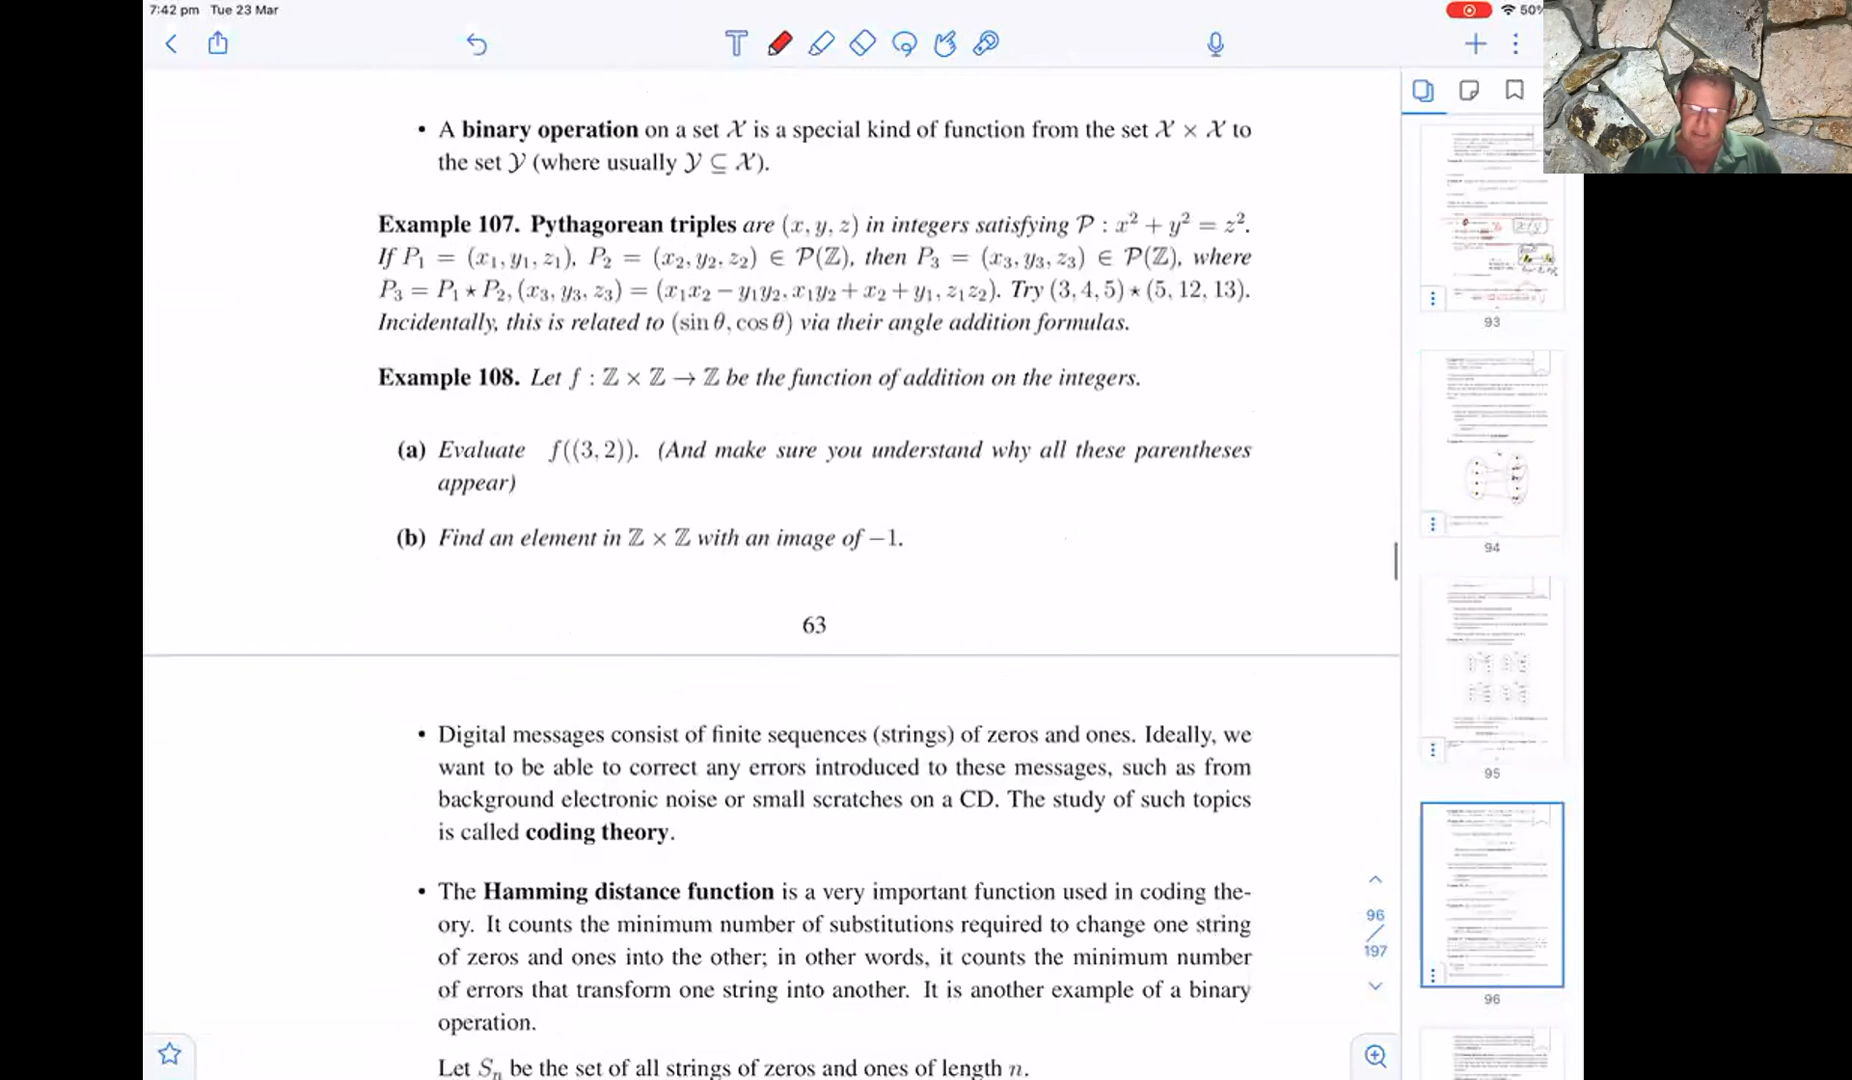 7:42 pm Tue 23 Mar
50%
• A binary operation on a set 𝒳 is a special kind of function from the set 𝒳 × 𝒳 to
the set 𝒴 (where usually 𝒴 ⊆ 𝒳).
Example 107. Pythagorean triples are (x, y, z) in integers satisfying 𝒫 : x² + y² = z².
If P₁ = (x₁, y₁, z₁), P₂ = (x₂, y₂, z₂) ∈ 𝒫(ℤ), then P₃ = (x₃, y₃, z₃) ∈ 𝒫(ℤ), where
P₃ = P₁ ⋆ P₂, (x₃, y₃, z₃) = (x₁x₂ − y₁y₂, x₁y₂ + x₂ + y₁, z₁z₂). Try (3, 4, 5) ⋆ (5, 12, 13).
Incidentally, this is related to (sin θ, cos θ) via their angle addition formulas.
Example 108. Let f : ℤ × ℤ → ℤ be the function of addition on the integers.
(a) Evaluate f((3, 2)). (And make sure you understand why all these parentheses
appear)
(b) Find an element in ℤ × ℤ with an image of −1.
63
• Digital messages consist of finite sequences (strings) of zeros and ones. Ideally, we
want to be able to correct any errors introduced to these messages, such as from
background electronic noise or small scratches on a CD. The study of such topics
is called coding theory.
• The Hamming distance function is a very important function used in coding the-
ory. It counts the minimum number of substitutions required to change one string
of zeros and ones into the other; in other words, it counts the minimum number
of errors that transform one string into another. It is another example of a binary
operation.
Let Sₙ be the set of all strings of zeros and ones of length n.
96
197
93
94
95
96